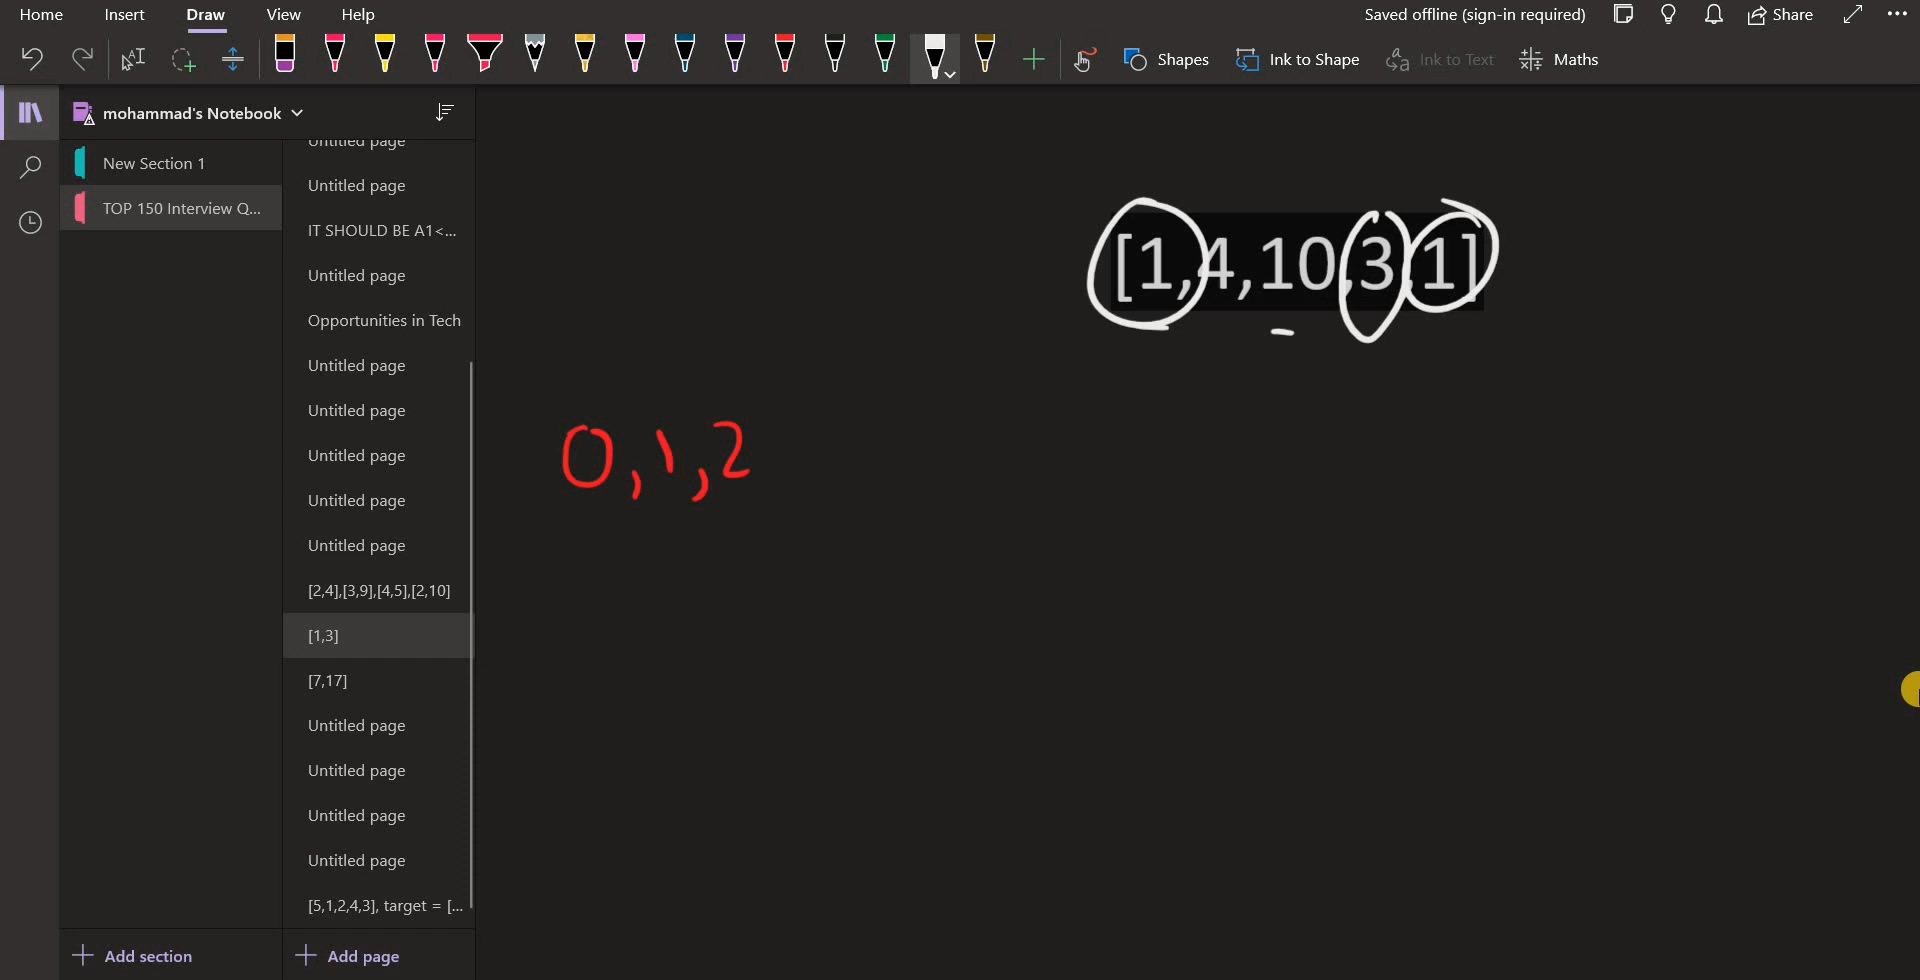 Home Insert Draw View Help Saved offline (sign-in required) Share
Shapes Ink to Shape Ink to Text Maths
mohammad's Notebook
New Section 1
TOP 150 Interview Q...
Untitled page
Untitled page
IT SHOULD BE A1<...
Untitled page
Opportunities in Tech
Untitled page
Untitled page
Untitled page
Untitled page
Untitled page
[2,4],[3,9],[4,5],[2,10]
[1,3]
[7,17]
Untitled page
Untitled page
Untitled page
Untitled page
[5,1,2,4,3], target = [...
Add section
Add page
[1,4,10,3,1]
0,1,2